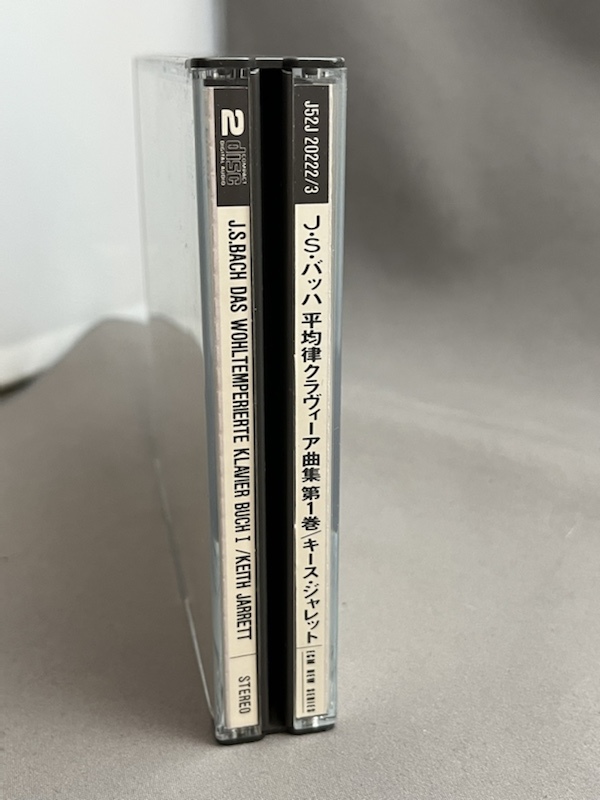 2 COMPACT disc DIGITAL AUDIO
J.S.BACH DAS WOHLTEMPERIERTE KLAVIER BUCH I /KEITH JARRETT
STEREO
J52J 20222/3
J・S・バッハ 平均律クラヴィーア曲集 第1巻/キース・ジャレット
ECM NEW SERIES